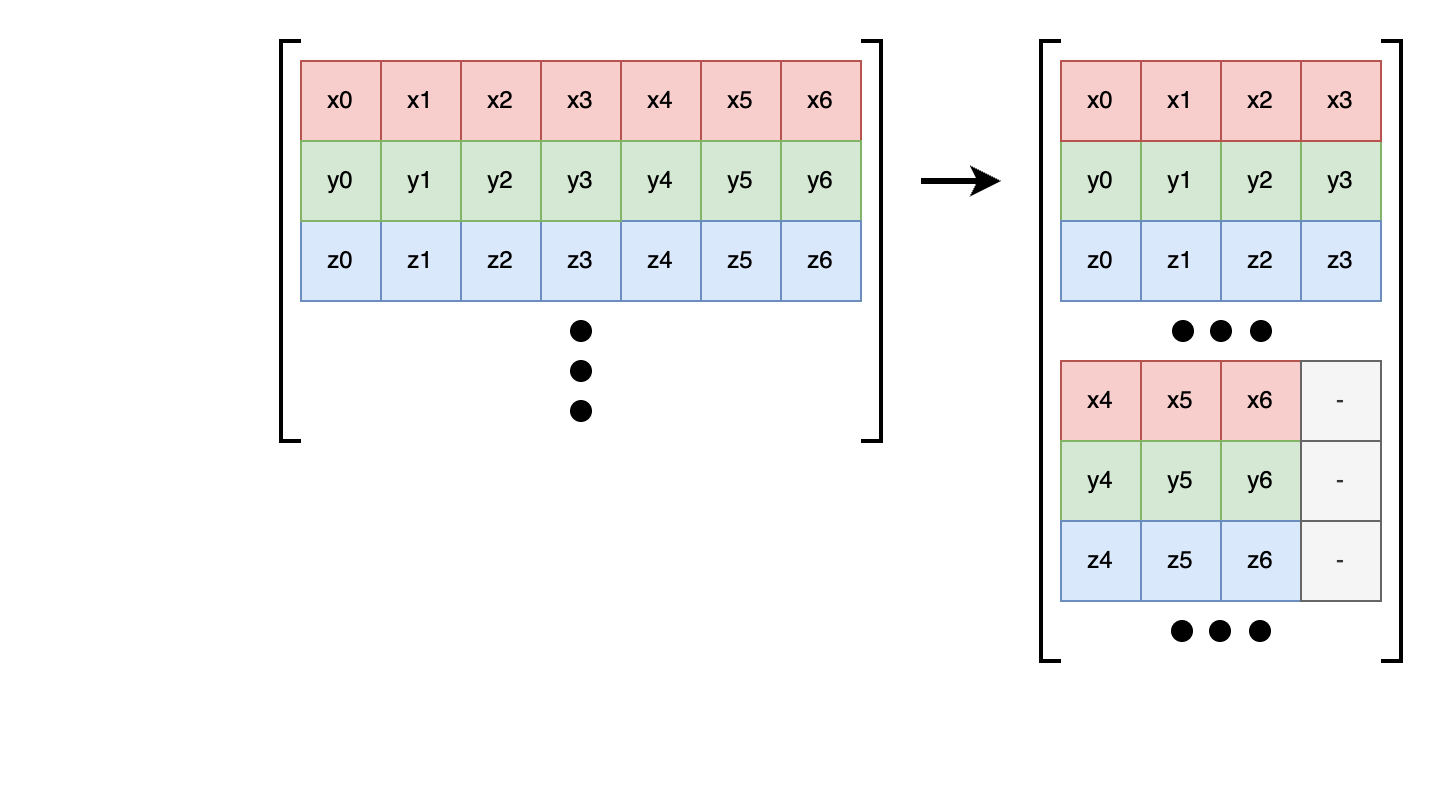 x0 x1 x2 x3 x4 x5 x6
y0 y1 y2 y3 y4 y5 y6
z0 z1 z2 z3 z4 z5 z6
x0 x1 x2 x3
y0 y1 y2 y3
z0 z1 z2 z3
x4 x5 x6 -
y4 y5 y6 -
z4 z5 z6 -